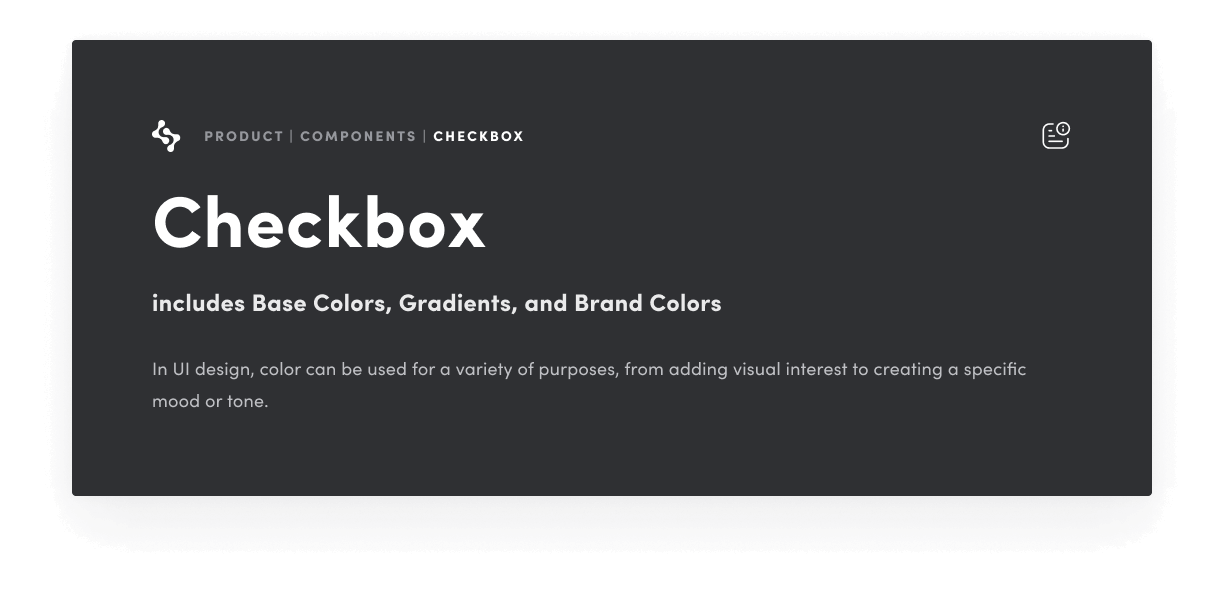 PRODUCT | COMPONENTS | CHECKBOX
Checkbox
includes Base Colors, Gradients, and Brand Colors
In UI design, color can be used for a variety of purposes, from adding visual interest to creating a specific
mood or tone.